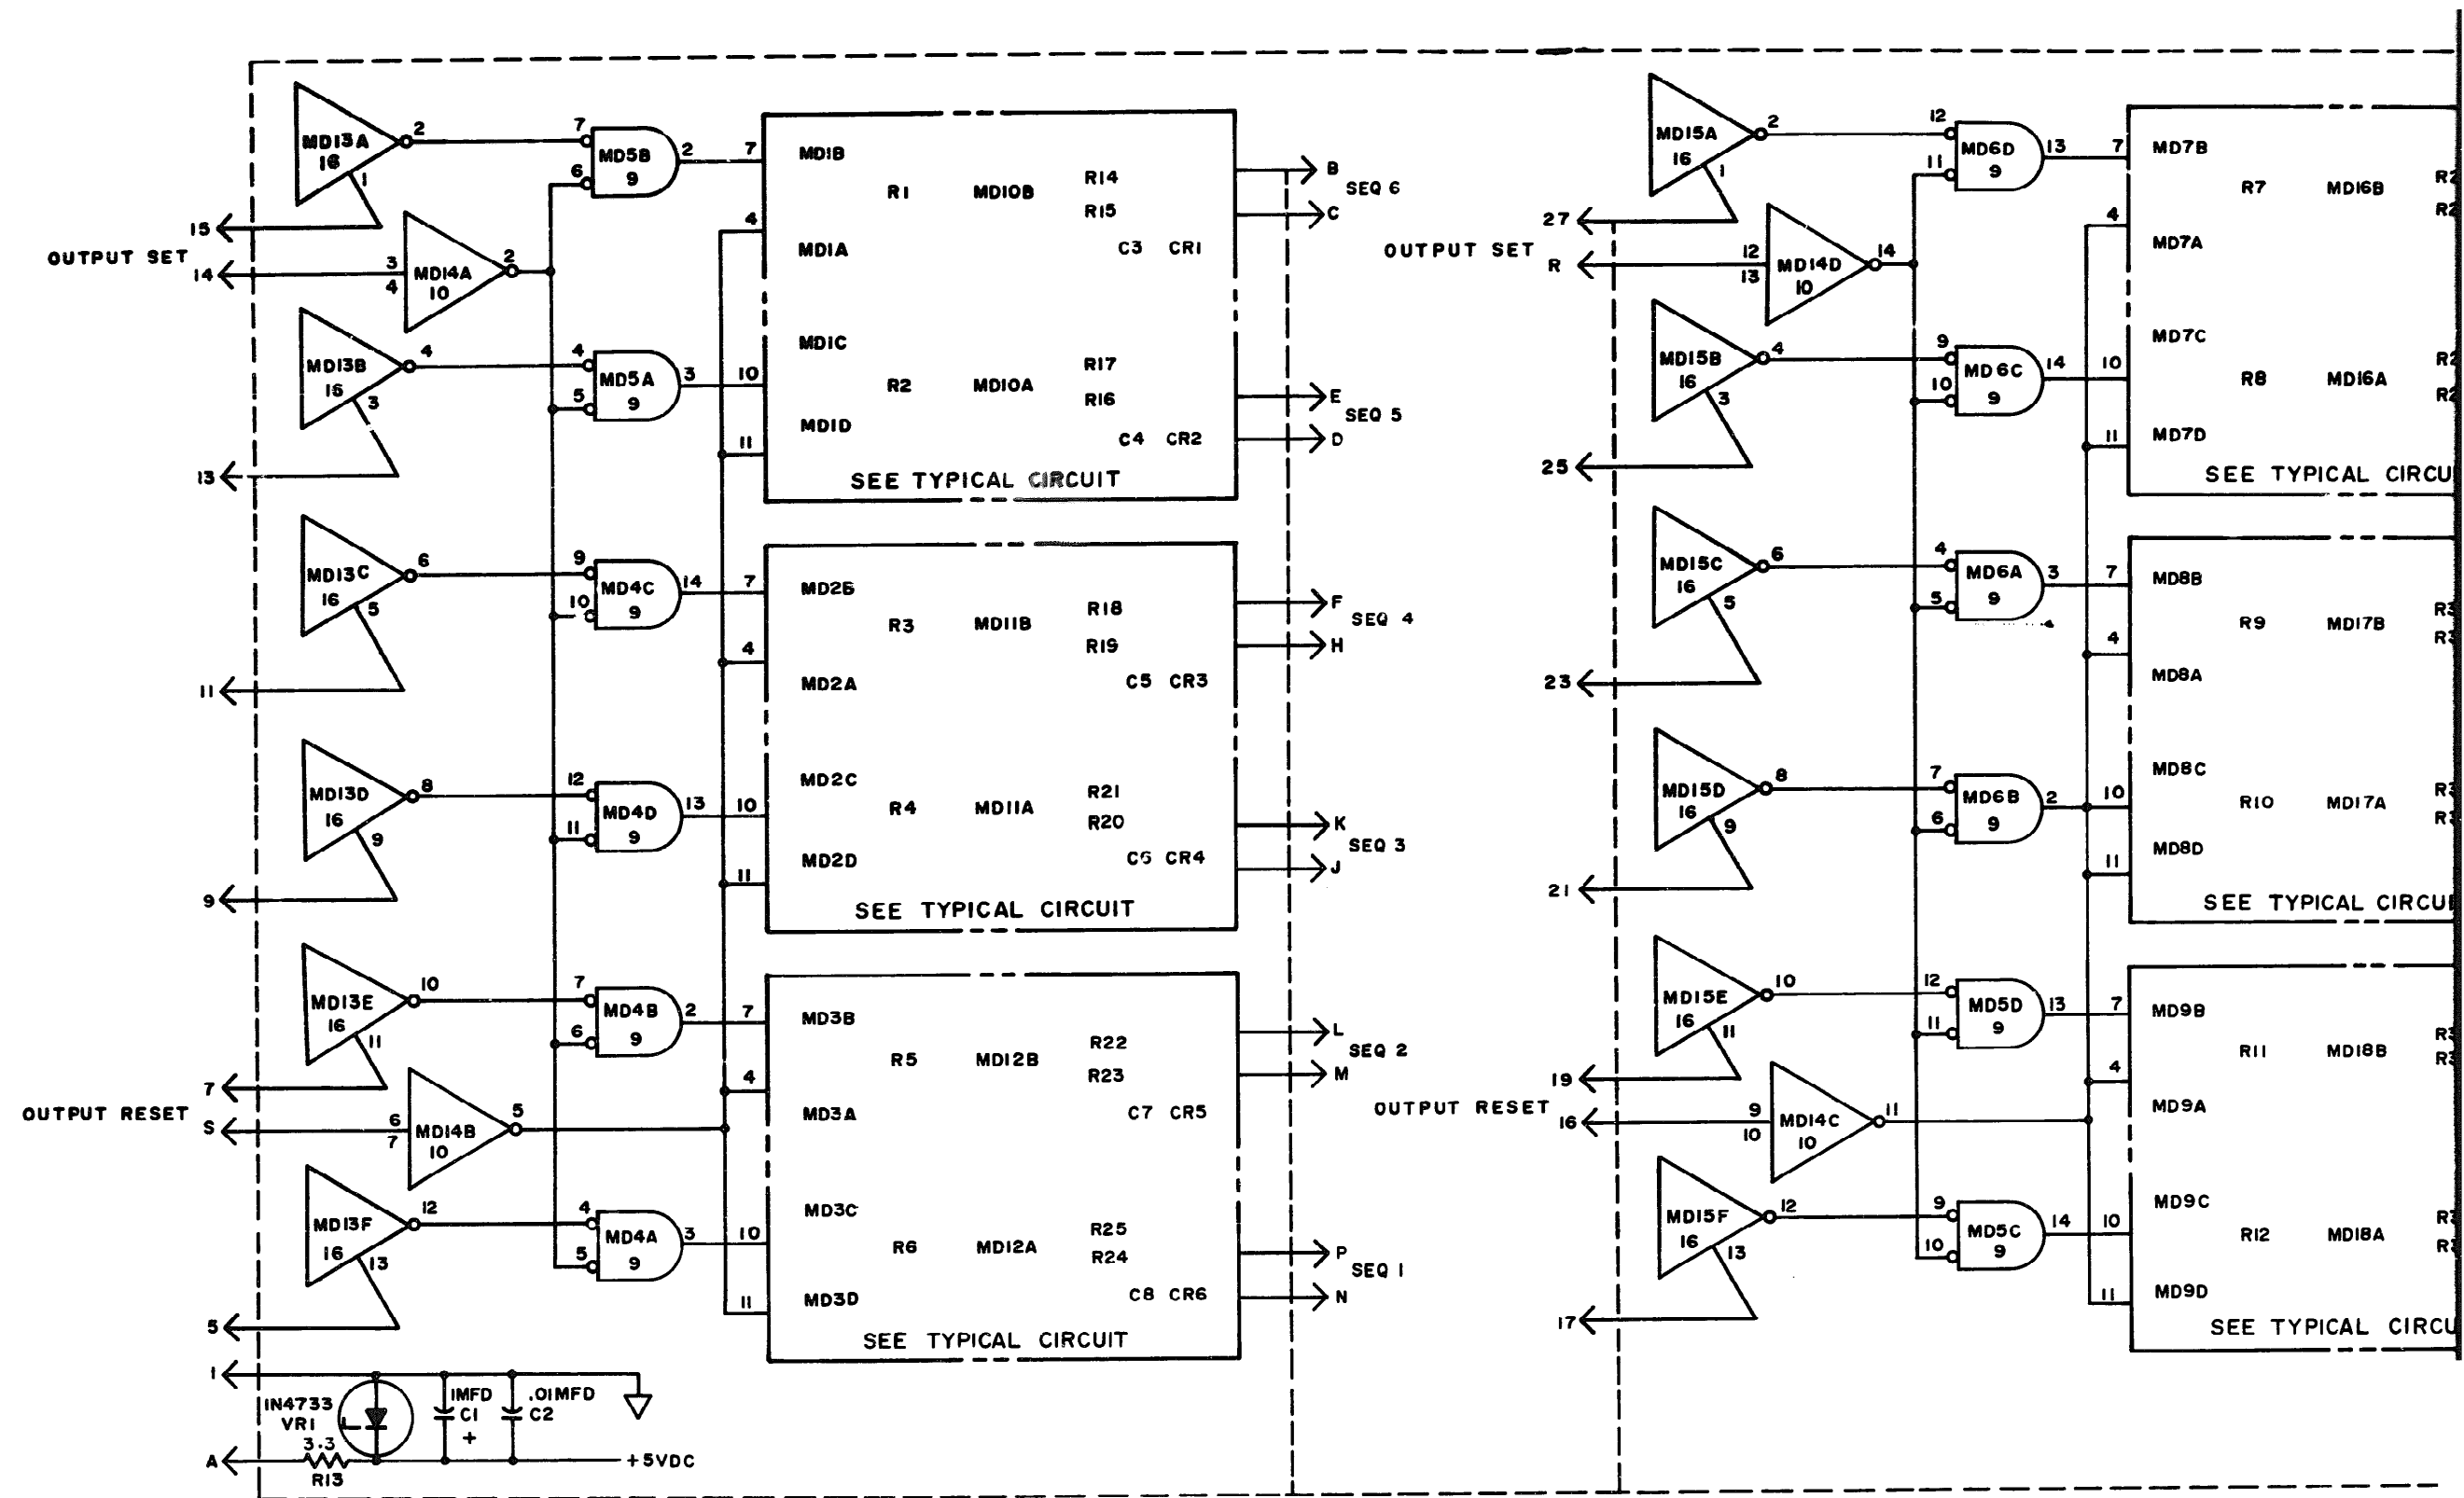 MD13A
16
1
2
7
6
MD5B
9
2
7
15
OUTPUT SET
14
3
4
MD14A
10
2
MD13B
16
3
4
4
5
MD5A
9
3
10
13
MD13C
16
5
6
9
10
MD4C
9
14
7
11
MD13D
16
9
8
12
11
MD4D
9
13
10
9
MD13E
16
11
10
7
6
MD4B
9
2
7
7
OUTPUT RESET
S
6
7
MD14B
10
5
MD13F
16
13
12
4
5
MD4A
9
3
10
5
1
IN4733
VR1
1MFD
C1
+
.01MFD
C2
A
3.3
R13
+5VDC
MD1B
R1 MD10B R14
R15
4
MD1A C3 CR1
MD1C
R2 MD10A R17
R16
MD1D C4 CR2
11
SEE TYPICAL CIRCUIT
B
SEQ 6
C
E
SEQ 5
D
MD2B
R3 MD11B R18
R19
4
MD2A C5 CR3
MD2C
R4 MD11A R21
R20
MD2D C6 CR4
11
SEE TYPICAL CIRCUIT
F
SEQ 4
H
K
SEQ 3
J
MD3B
R5 MD12B R22
R23
4
MD3A C7 CR5
MD3C
R6 MD12A R25
R24
MD3D C8 CR6
11
SEE TYPICAL CIRCUIT
L
SEQ 2
M
P
SEQ 1
N
MD15A
16
1
2
12
11
MD6D
9
13
7
27
OUTPUT SET
R
12
13
MD14D
10
14
MD15B
16
3
4
9
10
MD6C
9
14
10
25
MD15C
16
5
6
4
5
MD6A
9
3
7
23
MD15D
16
9
8
7
6
MD6B
9
2
10
21
MD15E
16
11
10
12
11
MD5D
9
13
7
19
OUTPUT RESET
16
9
10
MD14C
10
11
MD15F
16
13
12
9
10
MD5C
9
14
10
17
MD7B
R7 MD16B
4
MD7A
MD7C
R8 MD16A
MD7D
11
SEE TYPICAL
MD8B
R9 MD17B
4
MD8A
MD8C
R10 MD17A
MD8D
11
SEE TYPICAL
MD9B
R11 MD18B
4
MD9A
MD9C
R12 MD18A
MD9D
11
SEE TYPICAL